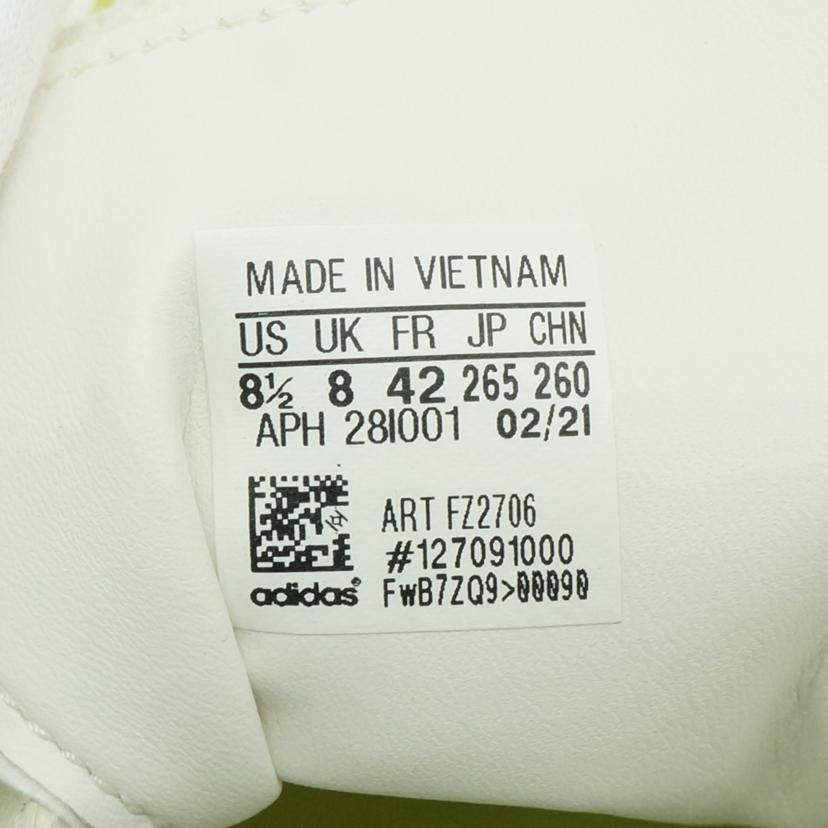 MADE IN VIETNAM
US UK FR JP CHN
8½ 8 42 265 260
APH 28I001 02/21
ART FZ2706
#127091000
adidas® FwB7ZQ9>00090